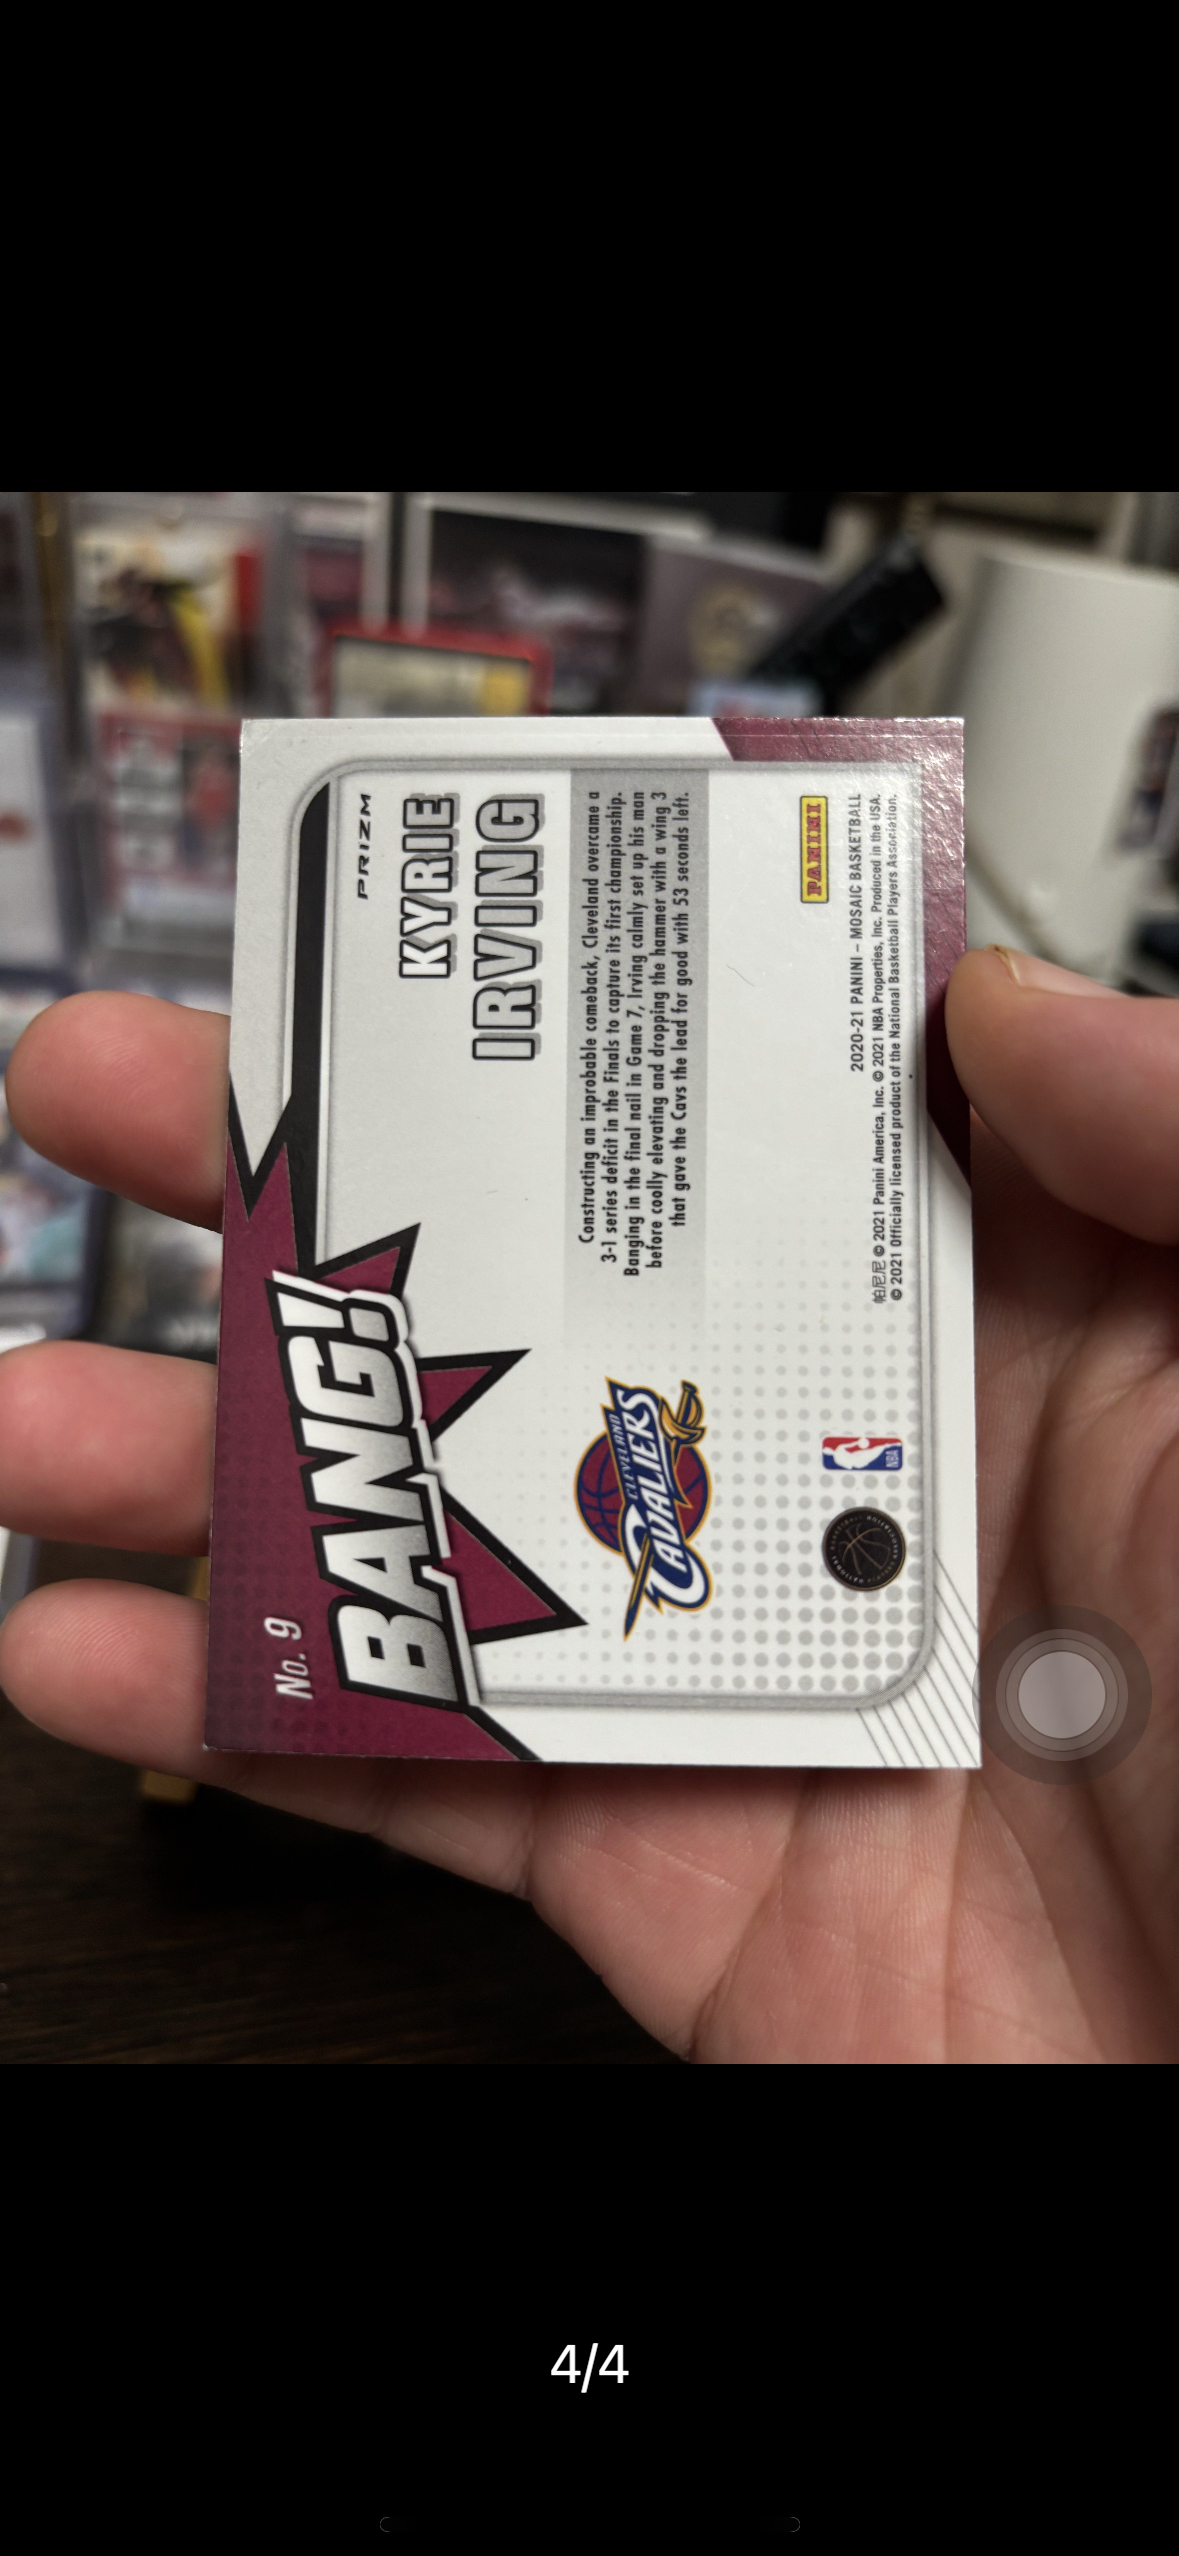 No. 9
BANG!
PRIZM
KYRIE
IRVING
Constructing an improbable comeback, Cleveland overcame a
3-1 series deficit in the Finals to capture its first championship.
Banging in the final nail in Game 7, Irving calmly set up his man
before coolly elevating and dropping the hammer with a wing 3
that gave the Cavs the lead for good with 53 seconds left.
CLEVELAND
CAVALIERS
PANINI
2020-21 PANINI – MOSAIC BASKETBALL
帕尼尼 © 2021 Panini America, Inc. © 2021 NBA Properties, Inc. Produced in the USA.
© 2021 Officially licensed product of the National Basketball Players Association.
NBA
4/4